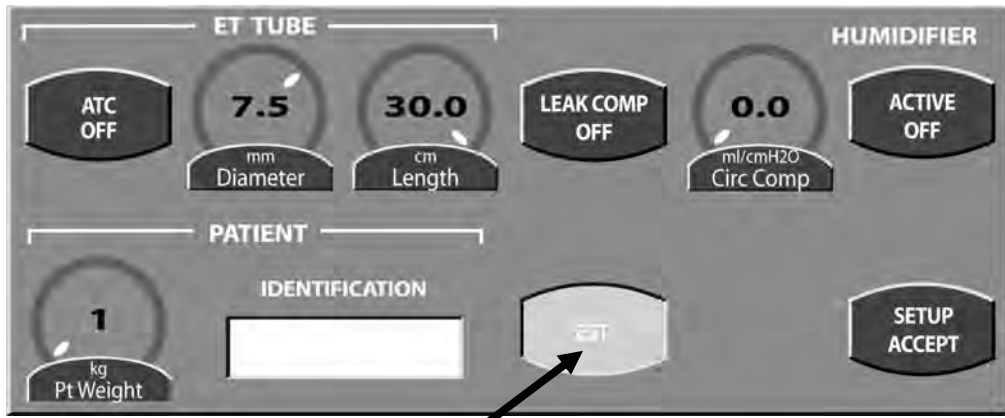 ET TUBE
HUMIDIFIER
ATC
OFF
7.5
mm
Diameter
30.0
cm
Length
LEAK COMP
OFF
0.0
ml/cmH2O
Circ Comp
ACTIVE
OFF
PATIENT
1
kg
Pt Weight
IDENTIFICATION
EST
SETUP
ACCEPT